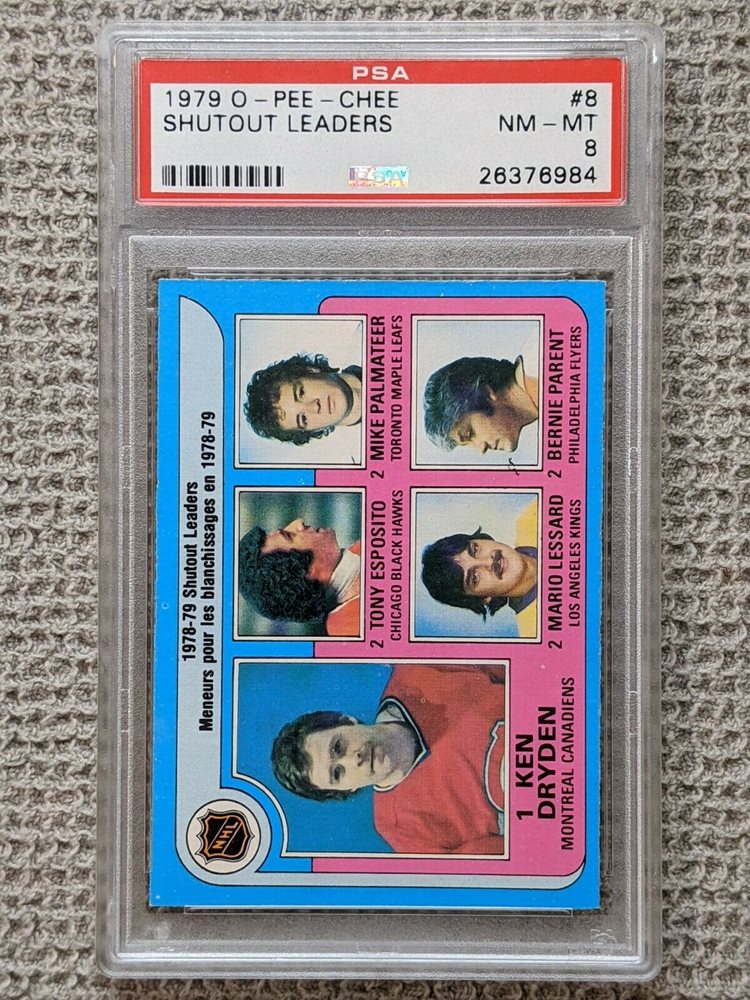 PSA
1979 O-PEE-CHEE #8
SHUTOUT LEADERS NM-MT
8
26376984
PSA
1978-79 Shutout Leaders
Meneurs pour les blanchissages en 1978-79
NHL
1 KEN
DRYDEN
MONTREAL CANADIENS
2 TONY ESPOSITO
CHICAGO BLACK HAWKS
2 MIKE PALMATEER
TORONTO MAPLE LEAFS
2 MARIO LESSARD
LOS ANGELES KINGS
2 BERNIE PARENT
PHILADELPHIA FLYERS